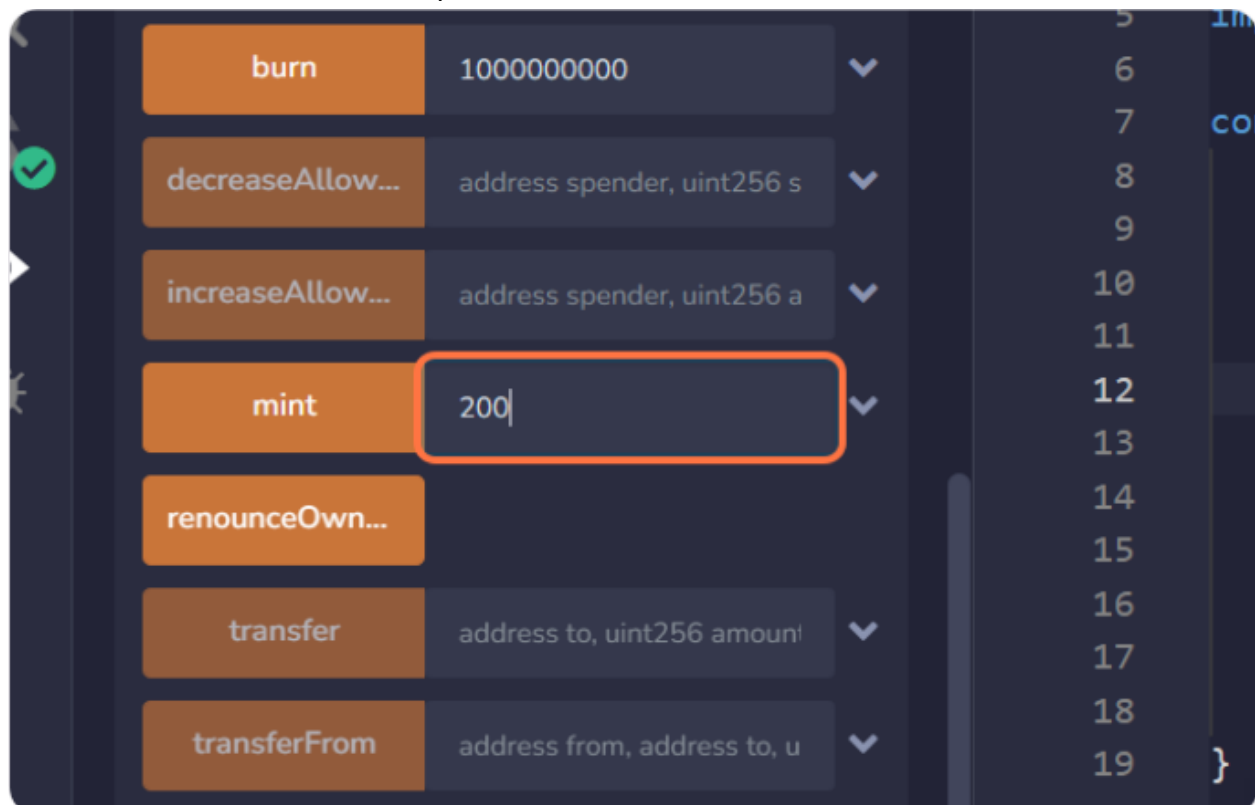 burn 1000000000
decreaseAllow... address spender, uint256 s
increaseAllow... address spender, uint256 a
mint 200
renounceOwn...
transfer address to, uint256 amount
transferFrom address from, address to, u
5 im
6
7 co
8
9
10
11
12
13
14
15
16
17
18
19 }